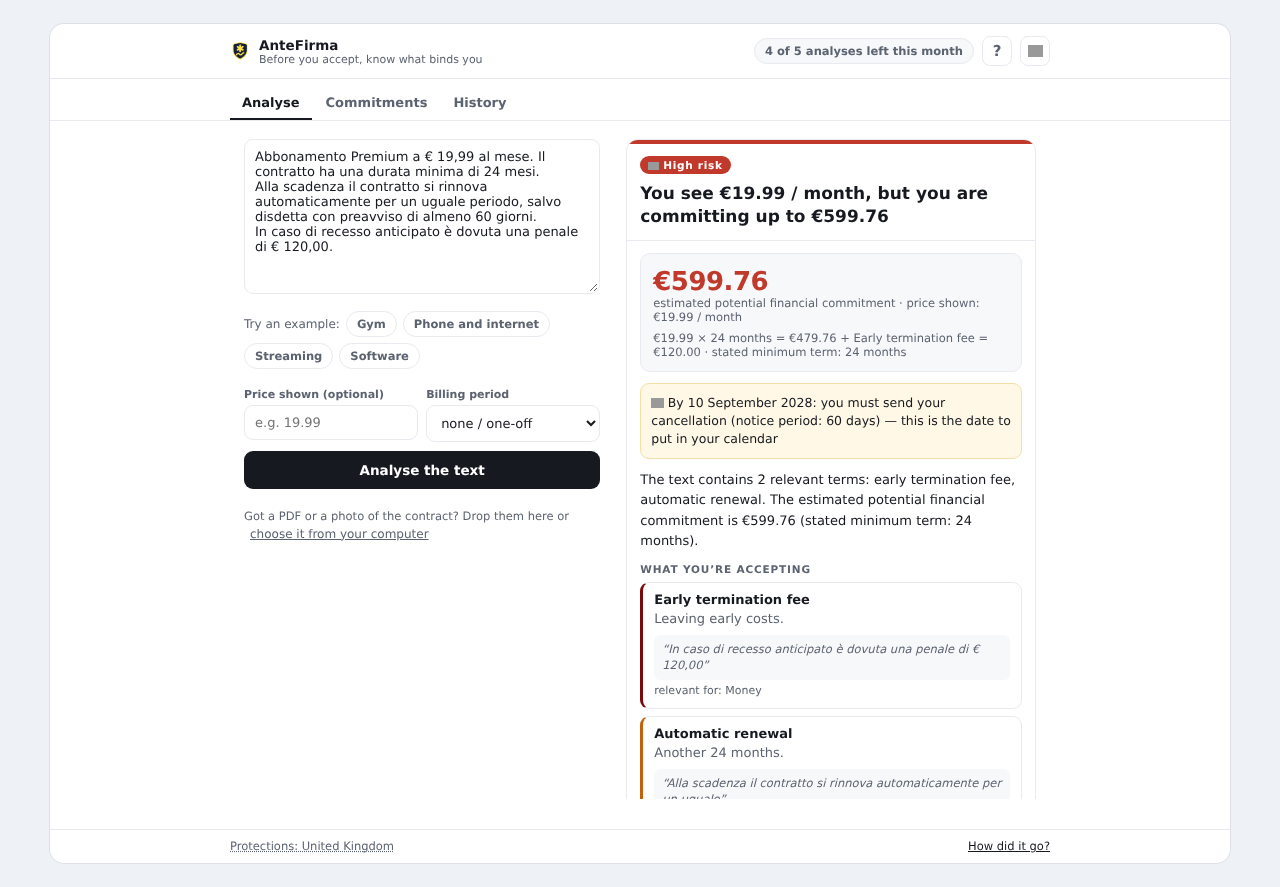 AnteFirma
Before you accept, know what binds you
4 of 5 analyses left this month
?
Analyse
Commitments
History
Abbonamento Premium a € 19,99 al mese. Il
contratto ha una durata minima di 24 mesi.
Alla scadenza il contratto si rinnova
automaticamente per un uguale periodo, salvo
disdetta con preavviso di almeno 60 giorni.
In caso di recesso anticipato è dovuta una penale
di € 120,00.
Try an example:
Gym
Phone and internet
Streaming
Software
Price shown (optional)
Billing period
e.g. 19.99
none / one-off
Analyse the text
Got a PDF or a photo of the contract? Drop them here or
choose it from your computer
High risk
You see €19.99 / month, but you are
committing up to €599.76
€599.76
estimated potential financial commitment · price shown:
€19.99 / month
€19.99 × 24 months = €479.76 + Early termination fee =
€120.00 · stated minimum term: 24 months
By 10 September 2028: you must send your
cancellation (notice period: 60 days) — this is the date to
put in your calendar
The text contains 2 relevant terms: early termination fee,
automatic renewal. The estimated potential financial
commitment is €599.76 (stated minimum term: 24
months).
WHAT YOU’RE ACCEPTING
Early termination fee
Leaving early costs.
“In caso di recesso anticipato è dovuta una penale di €
120,00”
relevant for: Money
Automatic renewal
Another 24 months.
“Alla scadenza il contratto si rinnova automaticamente per
un uguale”
Protections: United Kingdom
How did it go?